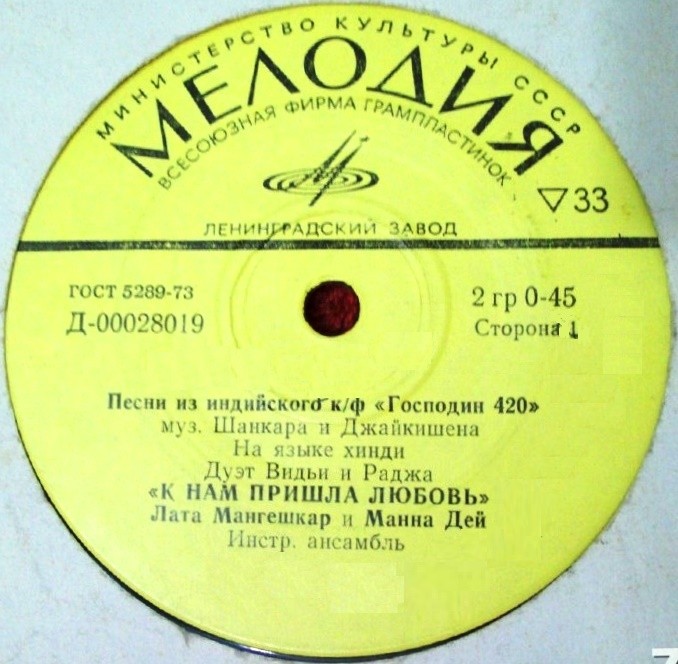 МИНИСТЕРСТВО КУЛЬТУРЫ СССР
МЕЛОДИЯ
ВСЕСОЮЗНАЯ ФИРМА ГРАМПЛАСТИНОК
▽33
ЛЕНИНГРАДСКИЙ ЗАВОД
ГОСТ 5289-73
2 гр 0-45
Д-00028019
Сторона 1
Песни из индийского к/ф «Господин 420»
муз. Шанкара и Джайкишена
На языке хинди
Дуэт Видьи и Раджа
«К НАМ ПРИШЛА ЛЮБОВЬ»
Лата Мангешкар и Манна Дей
Инстр. ансамбль